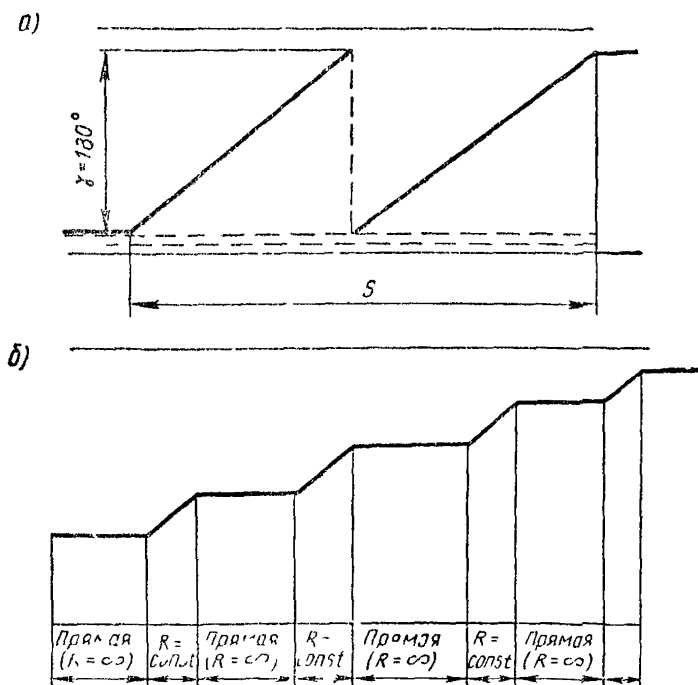 а)
γ=180°
S
б)
Прямая R= Прямая R= Прямая R= Прямая
(R=∞) const (R=∞) const (R=∞) const (R=∞)